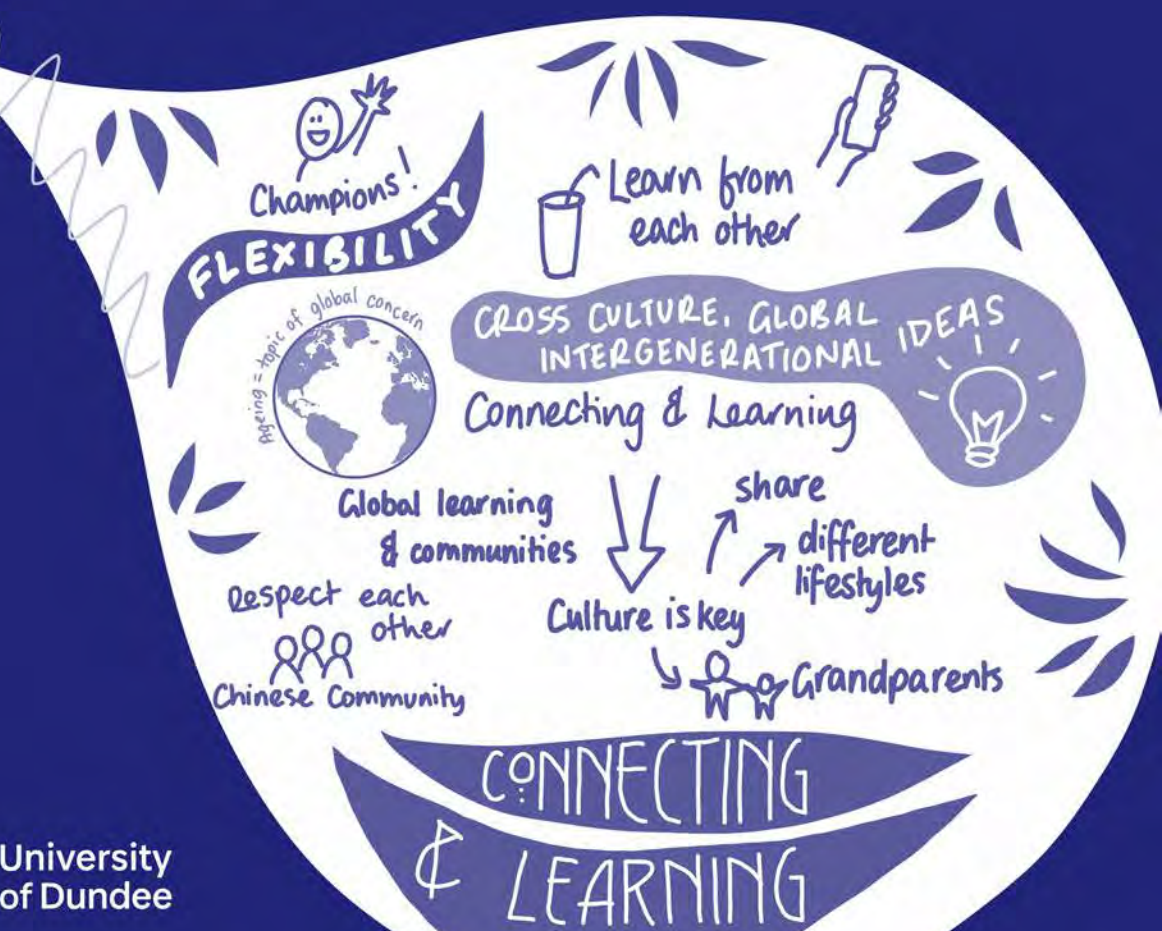 Champions!
FLEXIBILITY
Learn from
each other
Ageing = topic of global concern
CROSS CULTURE, GLOBAL
INTERGENERATIONAL
IDEAS
Connecting & Learning
Global learning
& communities
share
different
lifestyles
Respect each
other
Chinese Community
Culture is key
Grandparents
CONNECTING
& LEARNING
University
of Dundee